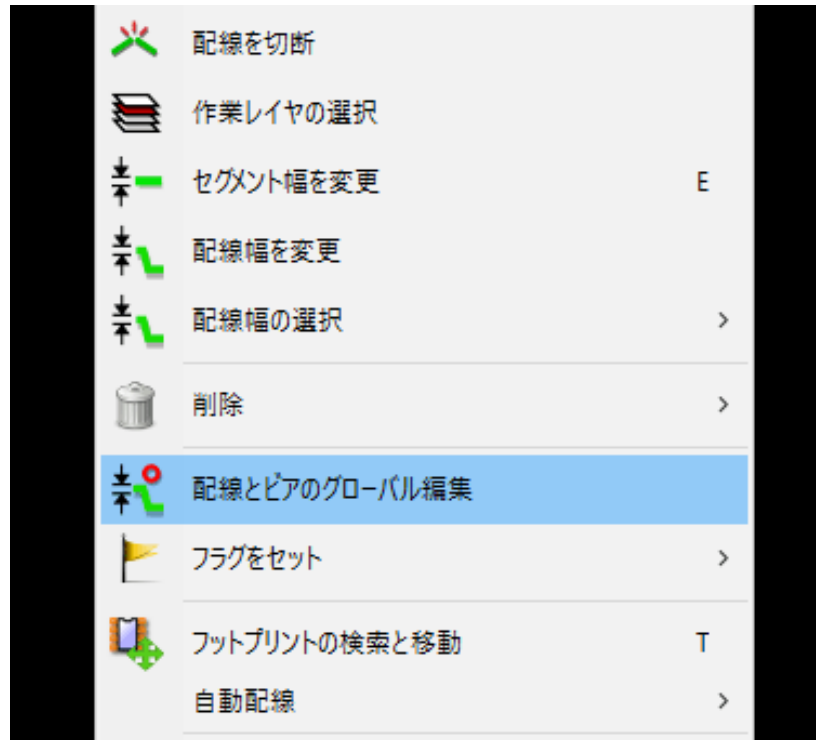 配線を切断
作業レイヤの選択
セグメント幅を変更 E
配線幅を変更
配線幅の選択 >
削除 >
配線とビアのグローバル編集
フラグをセット >
フットプリントの検索と移動 T
自動配線 >